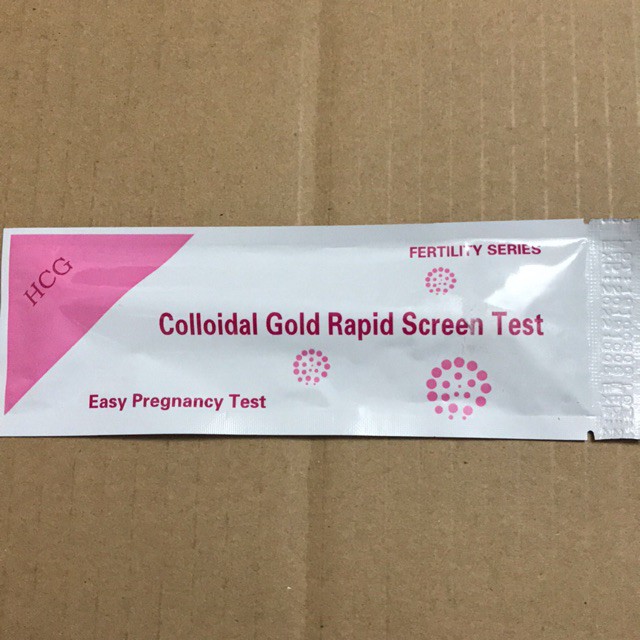 HCG
FERTILITY SERIES
Colloidal Gold Rapid Screen Test
Easy Pregnancy Test